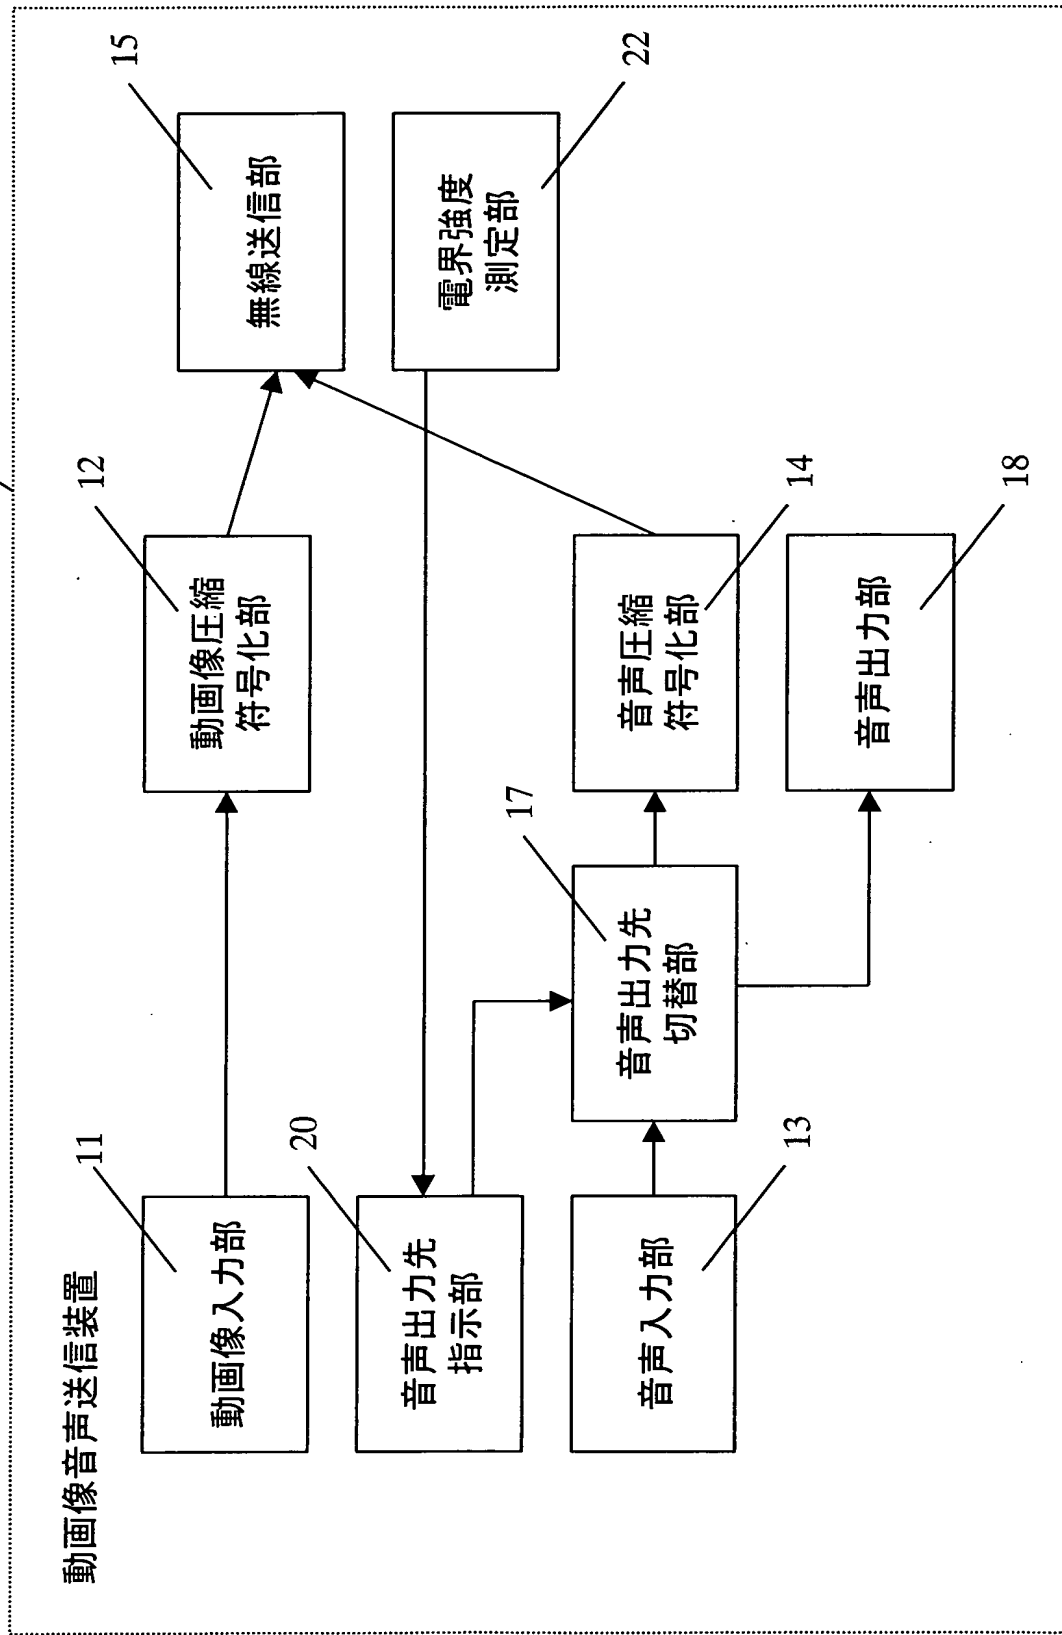 動画像音声送信装置
11
動画像入力部
12
動画像圧縮
符号化部
15
無線送信部
20
音声出力先
指示部
22
電界強度
測定部
13
音声入力部
17
音声出力先
切替部
14
音声圧縮
符号化部
18
音声出力部